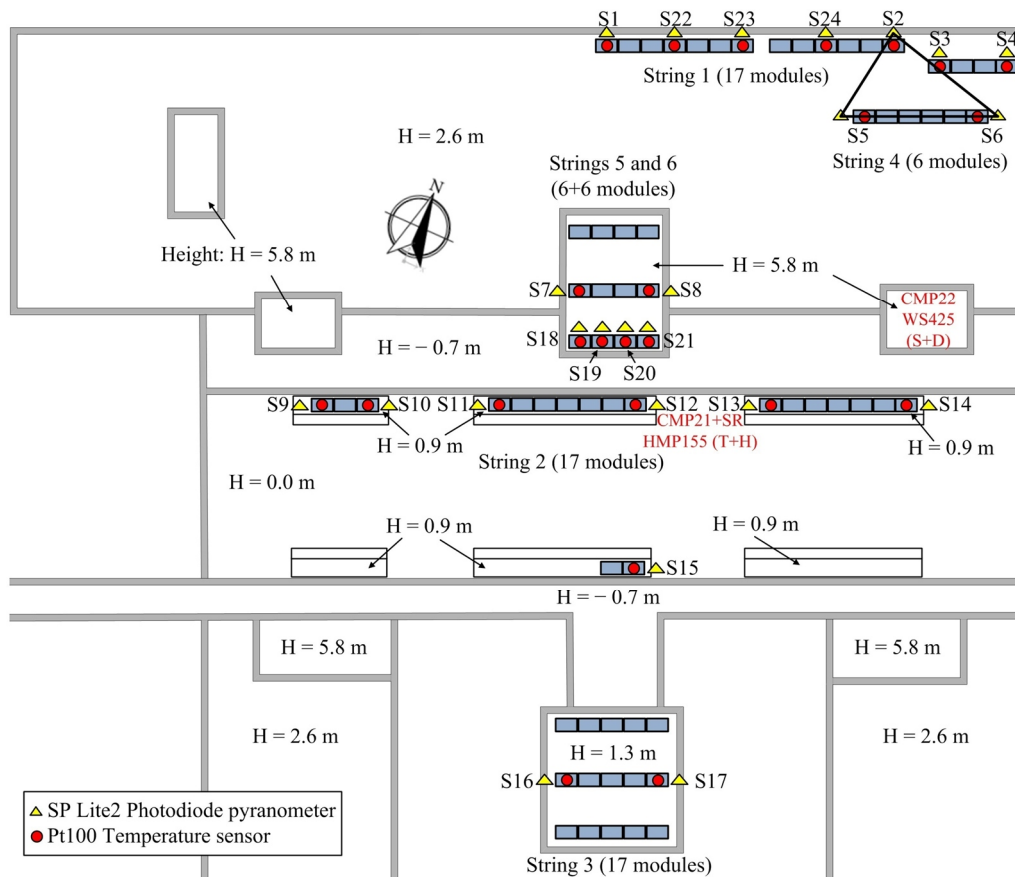 S1 S22 S23 S24 S2
S3 S4
String 1 (17 modules)
H = 2.6 m
S5 S6
String 4 (6 modules)
Strings 5 and 6
(6+6 modules)
N
Height: H = 5.8 m
H = 5.8 m
S7 S8
CMP22
WS425
(S+D)
S18 S21
H = − 0.7 m
S19 S20
S9 S10 S11 S12 S13 S14
CMP21+SR
HMP155 (T+H)
H = 0.9 m
H = 0.9 m
String 2 (17 modules)
H = 0.0 m
H = 0.9 m
H = 0.9 m
S15
H = − 0.7 m
H = 5.8 m
H = 5.8 m
H = 2.6 m
H = 1.3 m
H = 2.6 m
S16 S17
SP Lite2 Photodiode pyranometer
Pt100 Temperature sensor
String 3 (17 modules)